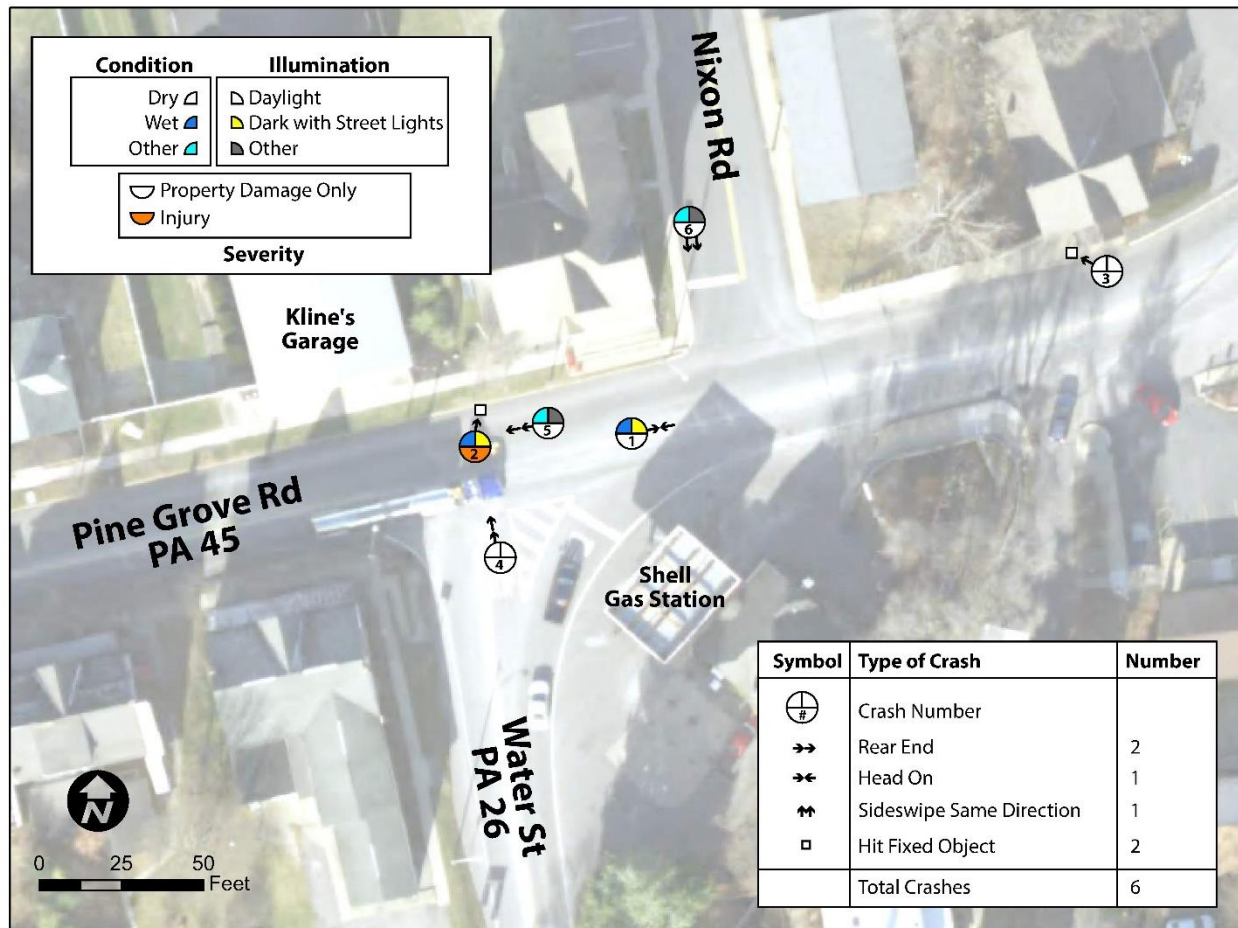 Condition
Illumination
Dry
Wet
Other
Daylight
Dark with Street Lights
Other
Property Damage Only
Injury
Severity
Nixon Rd
6
3
Kline's
Garage
5
1
2
Pine Grove Rd
PA 45
4
Shell
Gas Station
Water St
PA 26
N
0 25 50
Feet
Symbol Type of Crash Number
# Crash Number
Rear End 2
Head On 1
Sideswipe Same Direction 1
Hit Fixed Object 2
Total Crashes 6